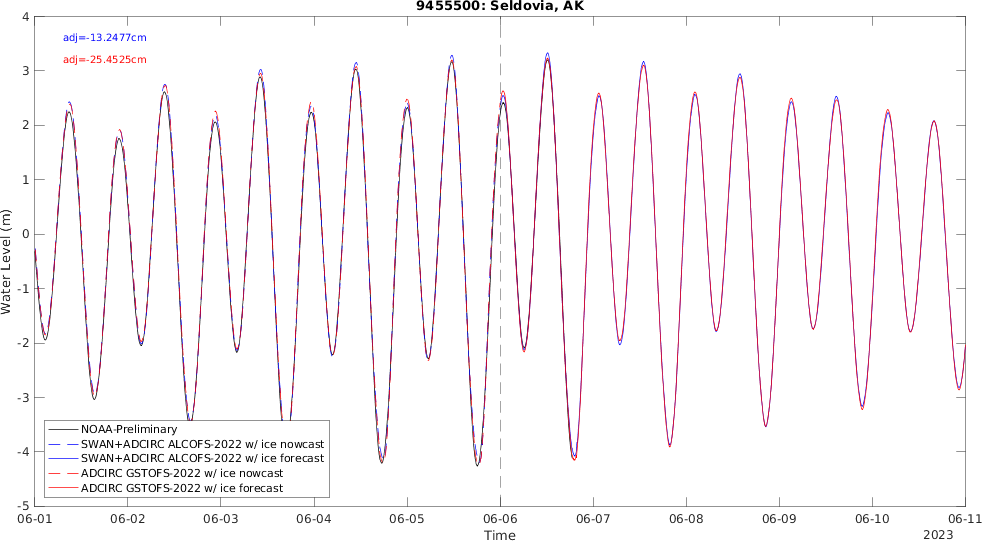 9455500: Seldovia, AK
adj=-13.2477cm
adj=-25.4525cm
Water Level (m)
4
3
2
1
0
-1
-2
-3
-4
-5
NOAA-Preliminary
SWAN+ADCIRC ALCOFS-2022 w/ ice nowcast
SWAN+ADCIRC ALCOFS-2022 w/ ice forecast
ADCIRC GSTOFS-2022 w/ ice nowcast
ADCIRC GSTOFS-2022 w/ ice forecast
06-01 06-02 06-03 06-04 06-05 06-06 06-07 06-08 06-09 06-10 06-11
Time
2023